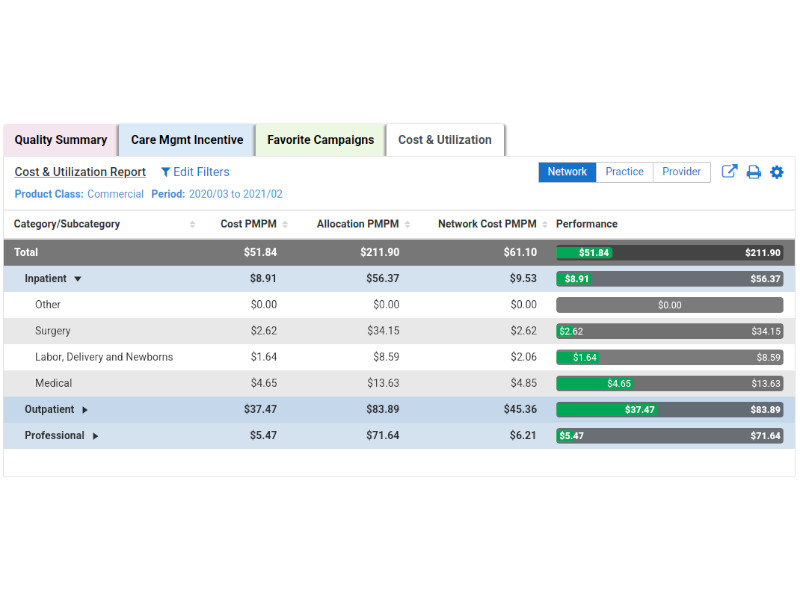 Quality Summary Care Mgmt Incentive Favorite Campaigns Cost & Utilization
Cost & Utilization Report Edit Filters Network Practice Provider
Product Class: Commercial Period: 2020/03 to 2021/02
Category/Subcategory Cost PMPM Allocation PMPM Network Cost PMPM Performance
Total $51.84 $211.90 $61.10 $51.84 $211.90
Inpatient $8.91 $56.37 $9.53 $8.91 $56.37
Other $0.00 $0.00 $0.00 $0.00
Surgery $2.62 $34.15 $2.62 $2.62 $34.15
Labor, Delivery and Newborns $1.64 $8.59 $2.06 $1.64 $8.59
Medical $4.65 $13.63 $4.85 $4.65 $13.63
Outpatient $37.47 $83.89 $45.36 $37.47 $83.89
Professional $5.47 $71.64 $6.21 $5.47 $71.64